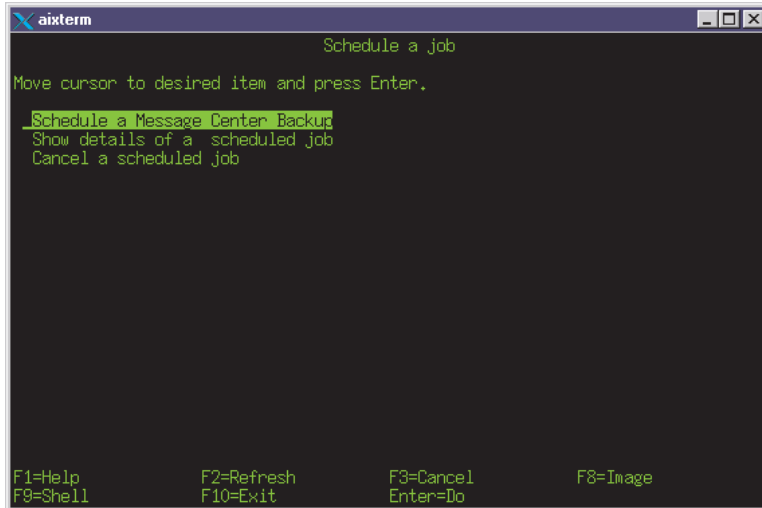 aixterm
Schedule a job
Move cursor to desired item and press Enter.
Schedule a Message Center Backup
Show details of a  scheduled job
Cancel a scheduled job
F1=Help F2=Refresh F3=Cancel F8=Image
F9=Shell F10=Exit Enter=Do